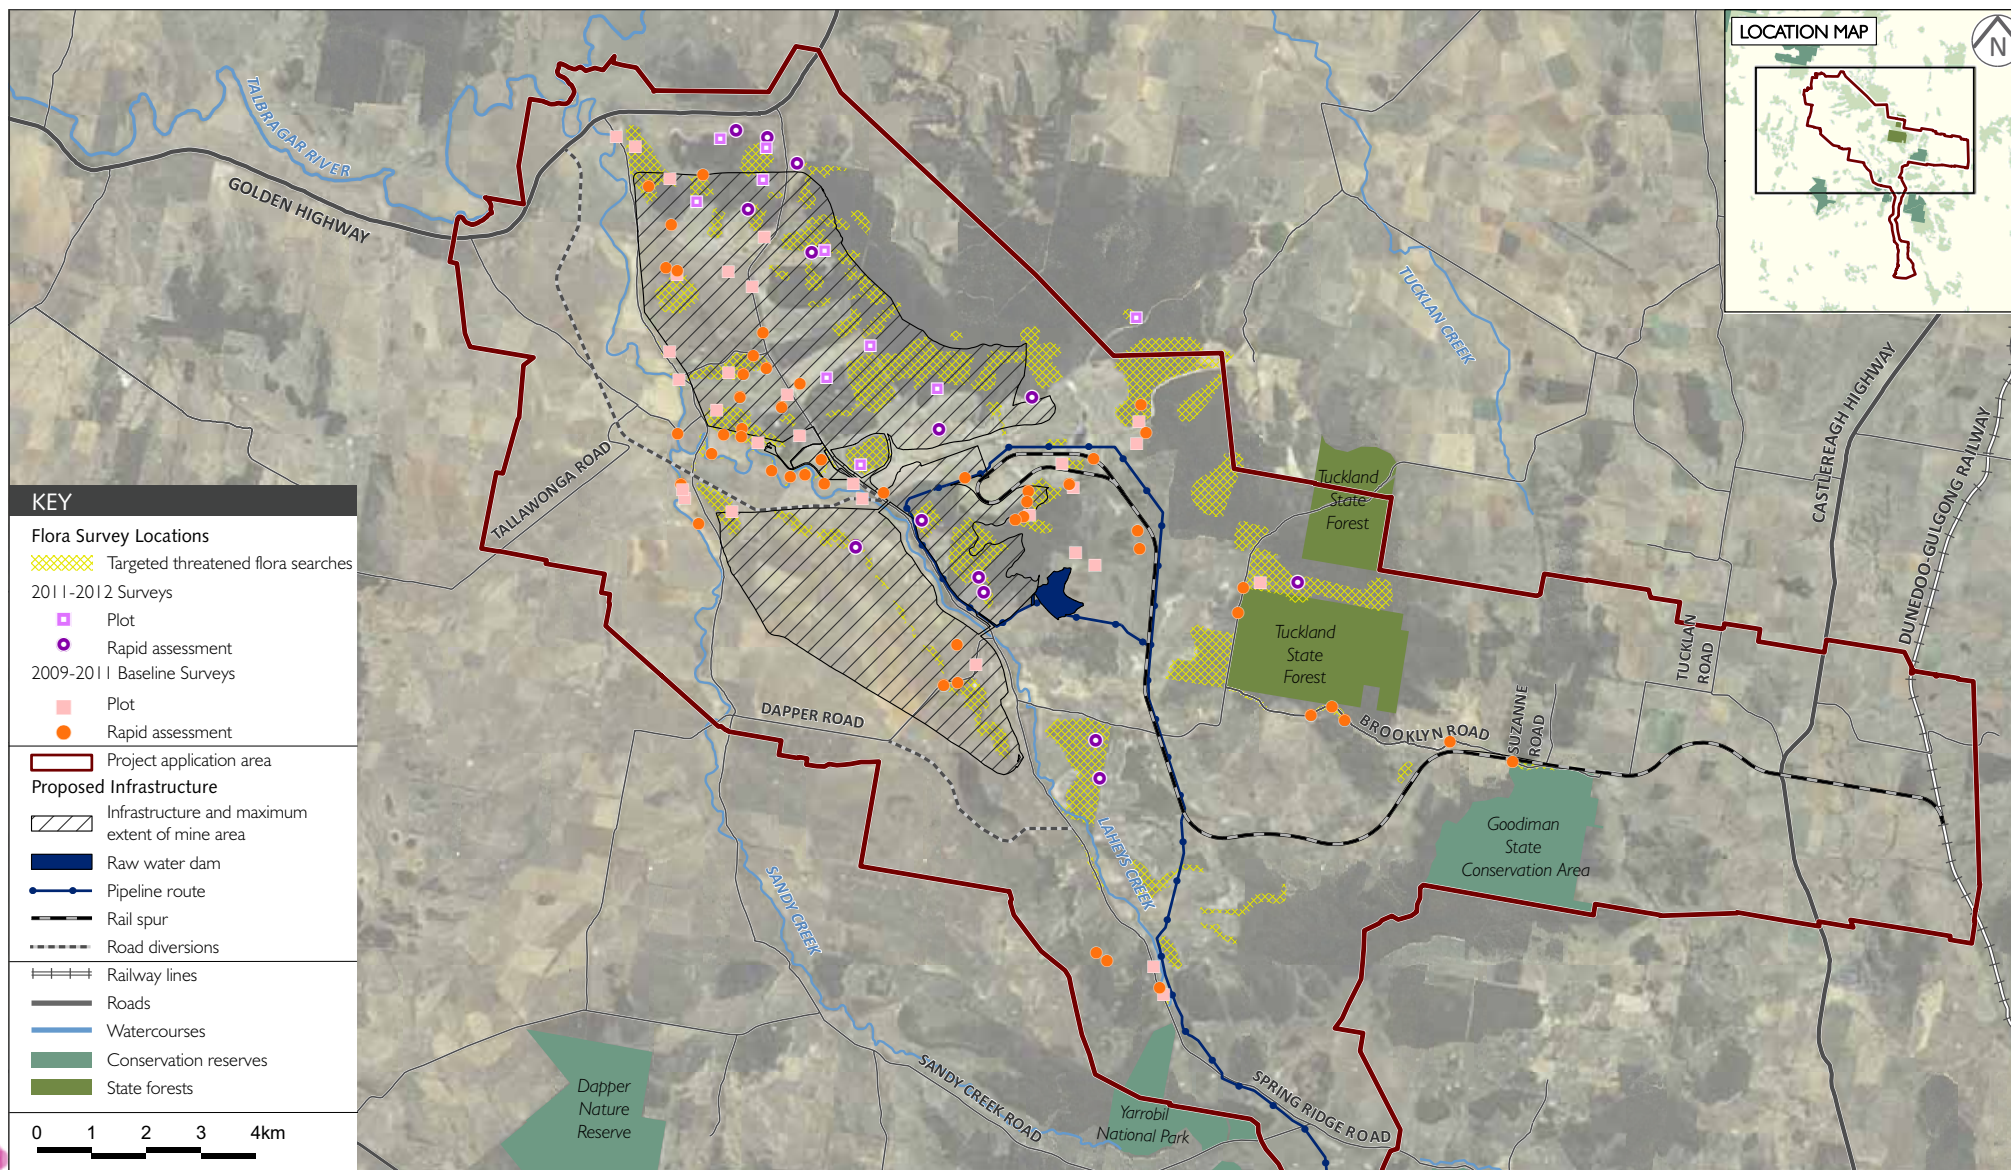 LOCATION MAP
N
TALBRAGAR RIVER
GOLDEN HIGHWAY
TUCKLAN CREEK
CASTLEREAGH HIGHWAY
DUNEDOO-GULGONG RAILWAY
TALLAWONGA ROAD
Tuckland
State
Forest
Tuckland
State
Forest
TUCKLAN
ROAD
SUZANNE
ROAD
BROOKLYN ROAD
DAPPER ROAD
LAHEYS CREEK
SANDY CREEK
Goodiman
State
Conservation Area
SANDY CREEK ROAD
SPRING RIDGE ROAD
Dapper
Nature
Reserve
Yarrobil
National Park
KEY
Flora Survey Locations
Targeted threatened flora searches
2011-2012 Surveys
Plot
Rapid assessment
2009-2011 Baseline Surveys
Plot
Rapid assessment
Project application area
Proposed Infrastructure
Infrastructure and maximum
extent of mine area
Raw water dam
Pipeline route
Rail spur
Road diversions
Railway lines
Roads
Watercourses
Conservation reserves
State forests
0 1 2 3 4km